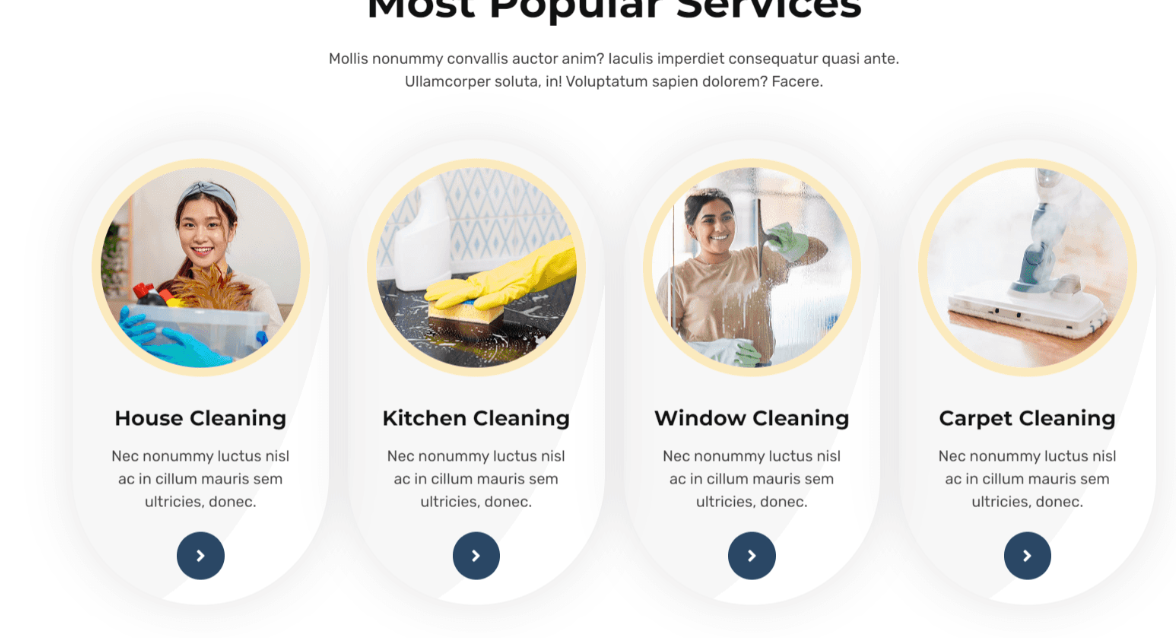 Most Popular Services
Mollis nonummy convallis auctor anim? Iaculis imperdiet consequatur quasi ante.
Ullamcorper soluta, in! Voluptatum sapien dolorem? Facere.
House Cleaning
Nec nonummy luctus nisl
ac in cillum mauris sem
ultricies, donec.
Kitchen Cleaning
Nec nonummy luctus nisl
ac in cillum mauris sem
ultricies, donec.
Window Cleaning
Nec nonummy luctus nisl
ac in cillum mauris sem
ultricies, donec.
Carpet Cleaning
Nec nonummy luctus nisl
ac in cillum mauris sem
ultricies, donec.